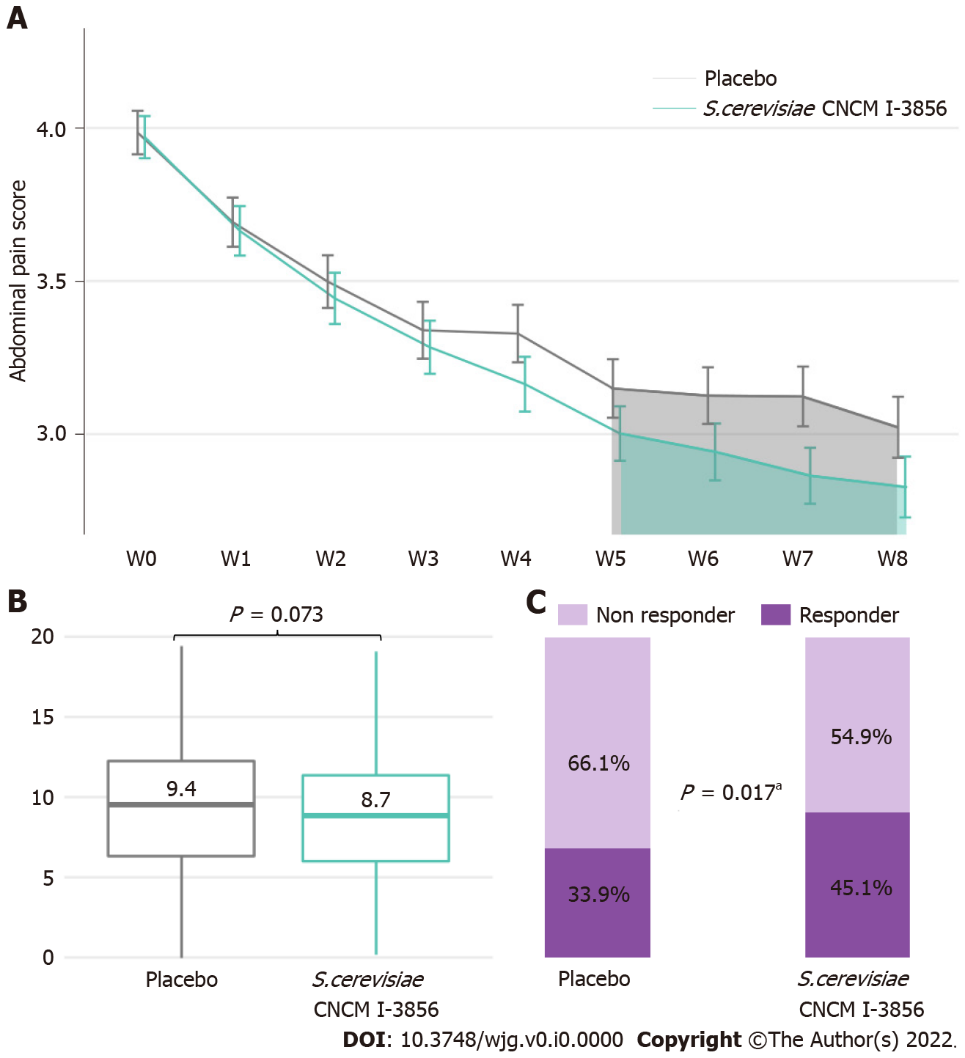 A
Placebo
S.cerevisiae CNCM I-3856
Abdominal pain score
4.0
3.5
3.0
W0 W1 W2 W3 W4 W5 W6 W7 W8
B
P = 0.073
20
15
10
5
0
9.4
8.7
Placebo
S.cerevisiae
CNCM I-3856
C
Non responder Responder
66.1%
54.9%
P = 0.017ᵃ
33.9%
45.1%
Placebo
S.cerevisiae
CNCM I-3856
DOI: 10.3748/wjg.v0.i0.0000 Copyright ©The Author(s) 2022.